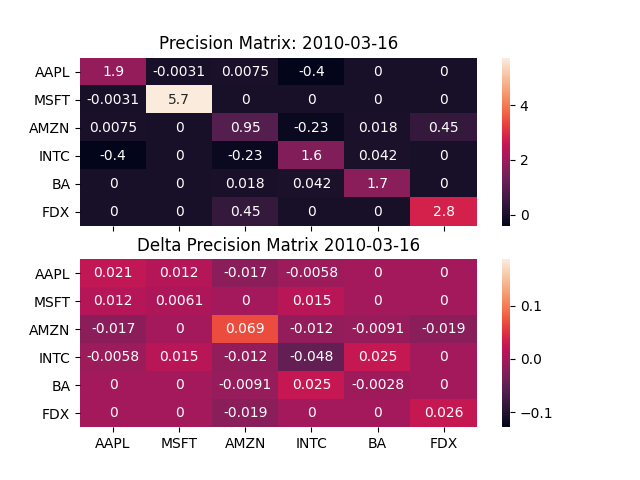 Precision Matrix: 2010-03-16
AAPL 1.9 -0.0031 0.0075 -0.4 0 0
MSFT -0.0031 5.7 0 0 0 0
AMZN 0.0075 0 0.95 -0.23 0.018 0.45
INTC -0.4 0 -0.23 1.6 0.042 0
BA 0 0 0.018 0.042 1.7 0
FDX 0 0 0.45 0 0 2.8
4
2
0
Delta Precision Matrix 2010-03-16
AAPL 0.021 0.012 -0.017 -0.0058 0 0
MSFT 0.012 0.0061 0 0.015 0 0
AMZN -0.017 0 0.069 -0.012 -0.0091 -0.019
INTC -0.0058 0.015 -0.012 -0.048 0.025 0
BA 0 0 -0.0091 0.025 -0.0028 0
FDX 0 0 -0.019 0 0 0.026
AAPL MSFT AMZN INTC BA FDX
0.1
0.0
−0.1